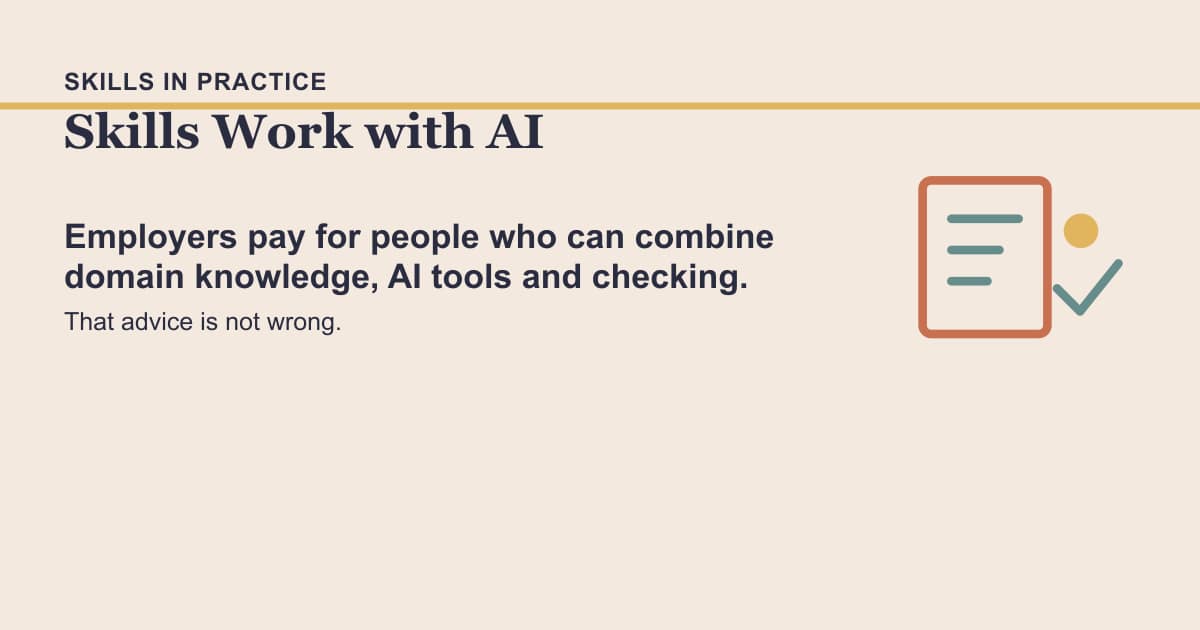 SKILLS IN PRACTICE
Skills Work with AI
Employers pay for people who can combine
domain knowledge, AI tools and checking.
That advice is not wrong.